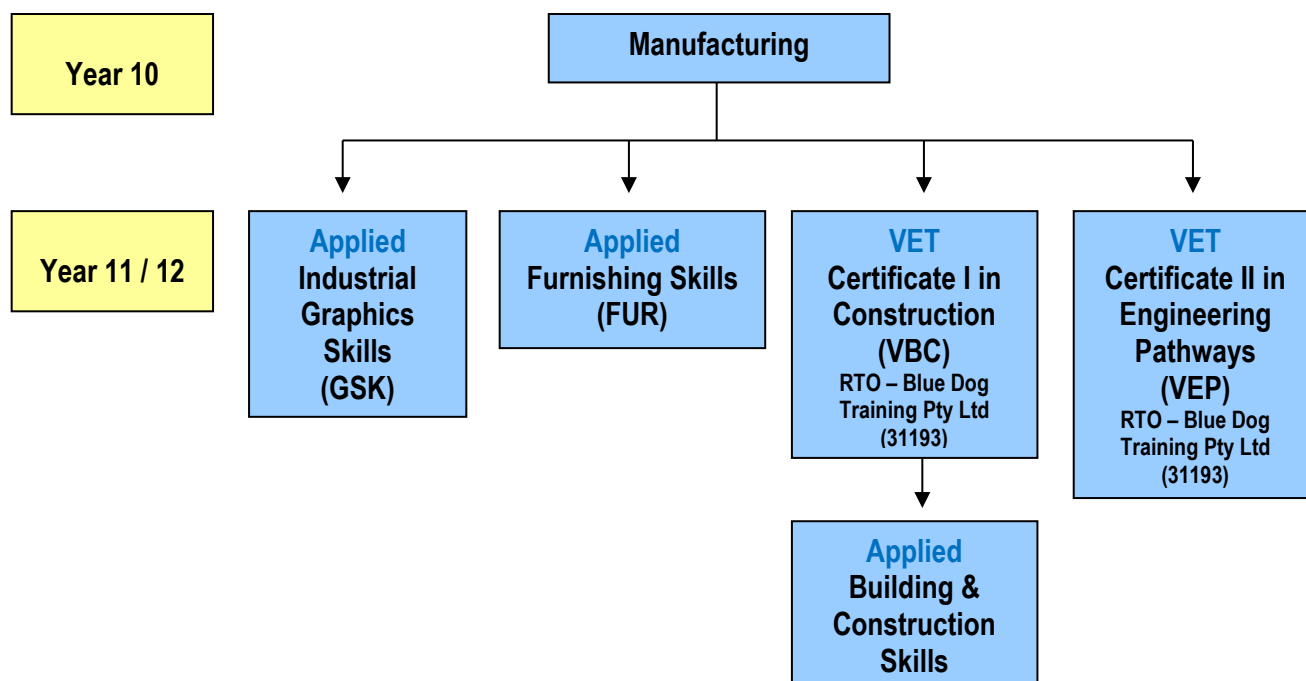 Year 10
Manufacturing
Year 11 / 12
Applied
Industrial
Graphics
Skills
(GSK)
Applied
Furnishing Skills
(FUR)
VET
Certificate I in
Construction
(VBC)
RTO – Blue Dog
Training Pty Ltd
(31193)
VET
Certificate II in
Engineering
Pathways
(VEP)
RTO – Blue Dog
Training Pty Ltd
(31193)
Applied
Building &
Construction
Skills